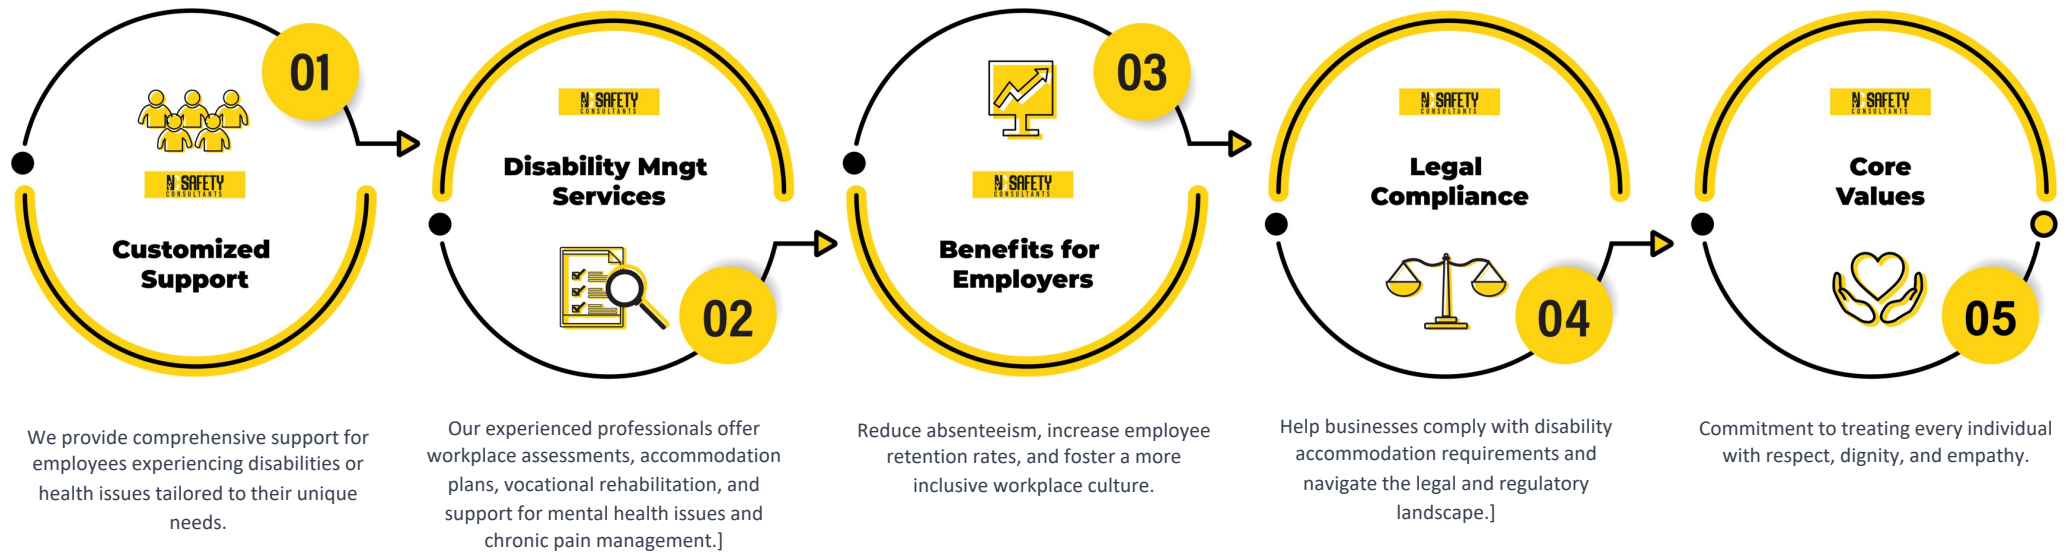 01
N SAFETY
CONSULTANTS
Customized
Support
We provide comprehensive support for
employees experiencing disabilities or
health issues tailored to their unique
needs.
N SAFETY
CONSULTANTS
Disability Mngt
Services
02
Our experienced professionals offer
workplace assessments, accommodation
plans, vocational rehabilitation, and
support for mental health issues and
chronic pain management.]
03
N SAFETY
CONSULTANTS
Benefits for
Employers
Reduce absenteeism, increase employee
retention rates, and foster a more
inclusive workplace culture.
N SAFETY
CONSULTANTS
Legal
Compliance
04
Help businesses comply with disability
accommodation requirements and
navigate the legal and regulatory
landscape.]
N SAFETY
CONSULTANTS
Core
Values
05
Commitment to treating every individual
with respect, dignity, and empathy.